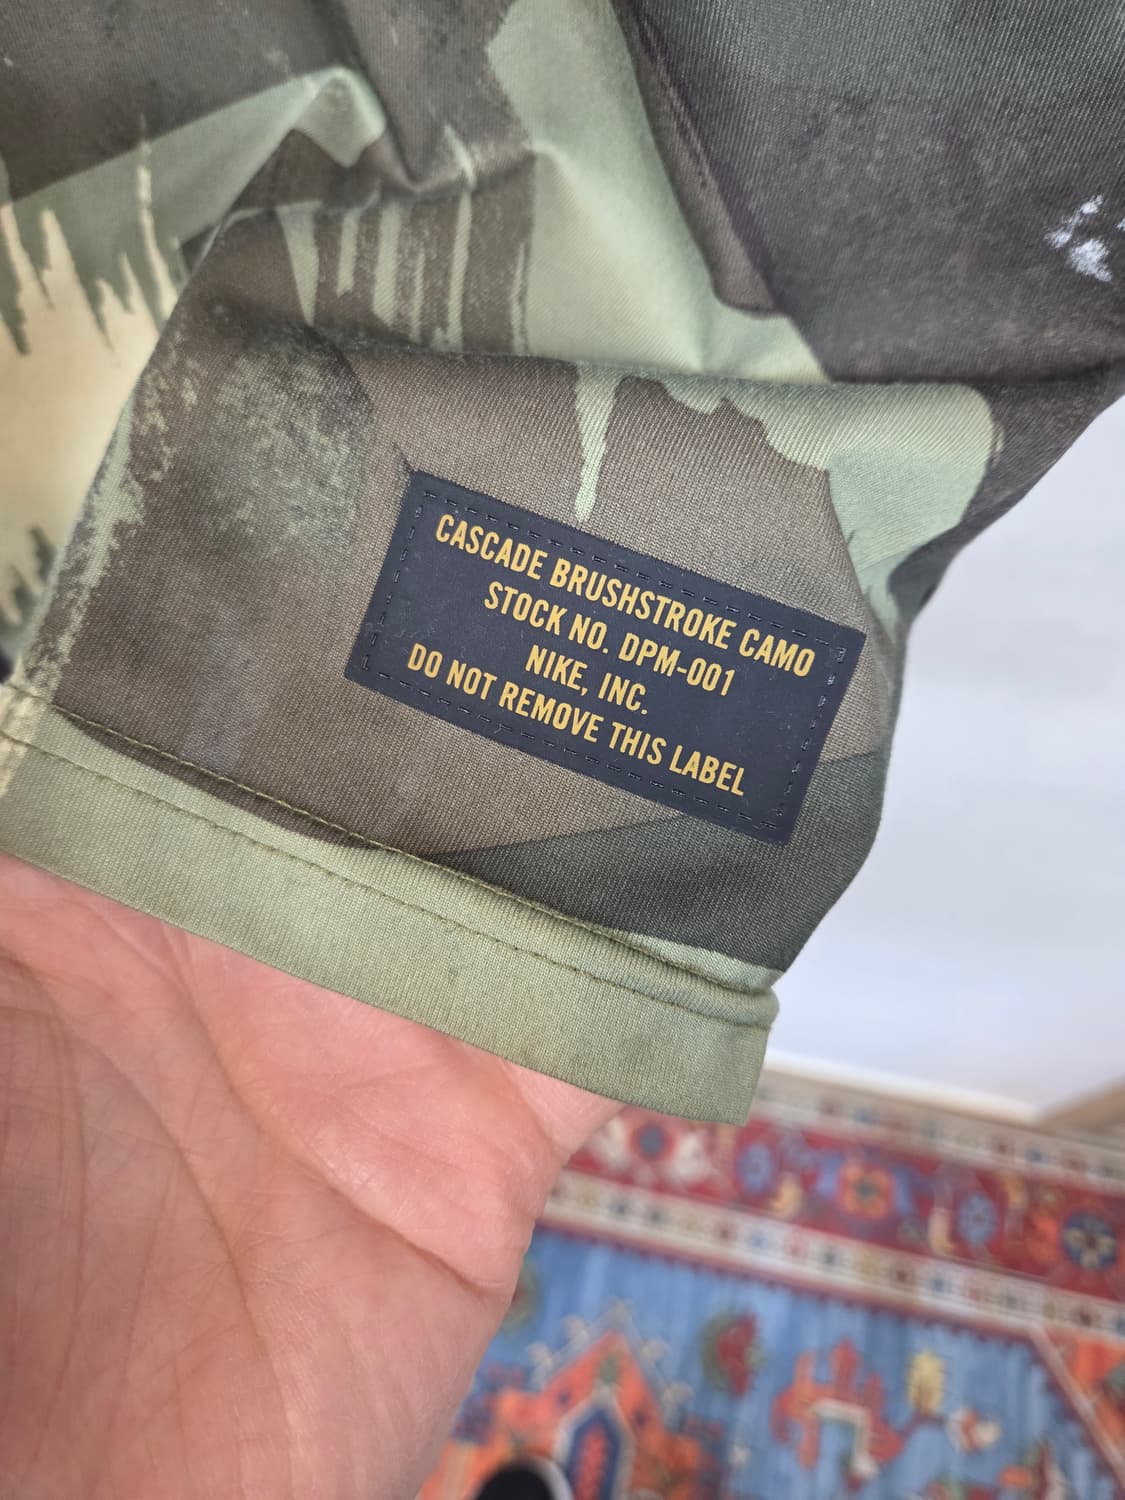 CASCADE BRUSHSTROKE CAMO
STOCK NO. DPM-001
NIKE, INC.
DO NOT REMOVE THIS LABEL